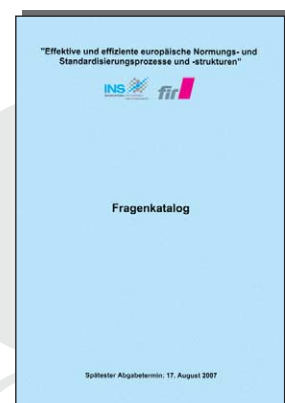 "Effektive und effiziente europäische Normungs- und
Standardisierungsprozesse und -strukturen"
INS
fir
Fragenkatalog
Spätester Abgabetermin: 17. August 2007